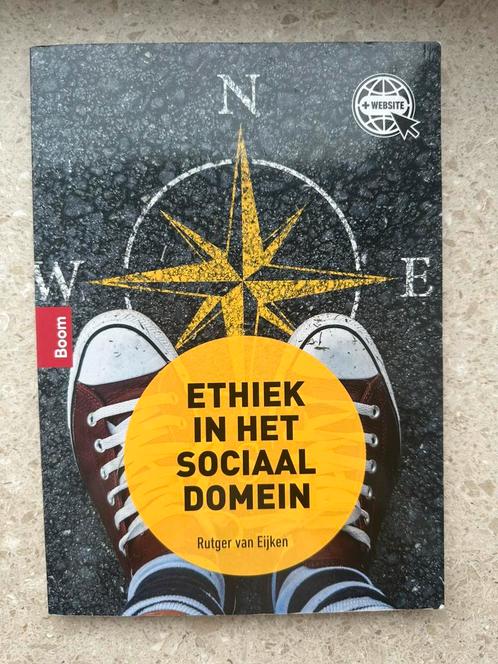 N
+ WEBSITE
W
E
Boom
ETHIEK
IN HET
SOCIAAL
DOMEIN
Rutger van Eijken